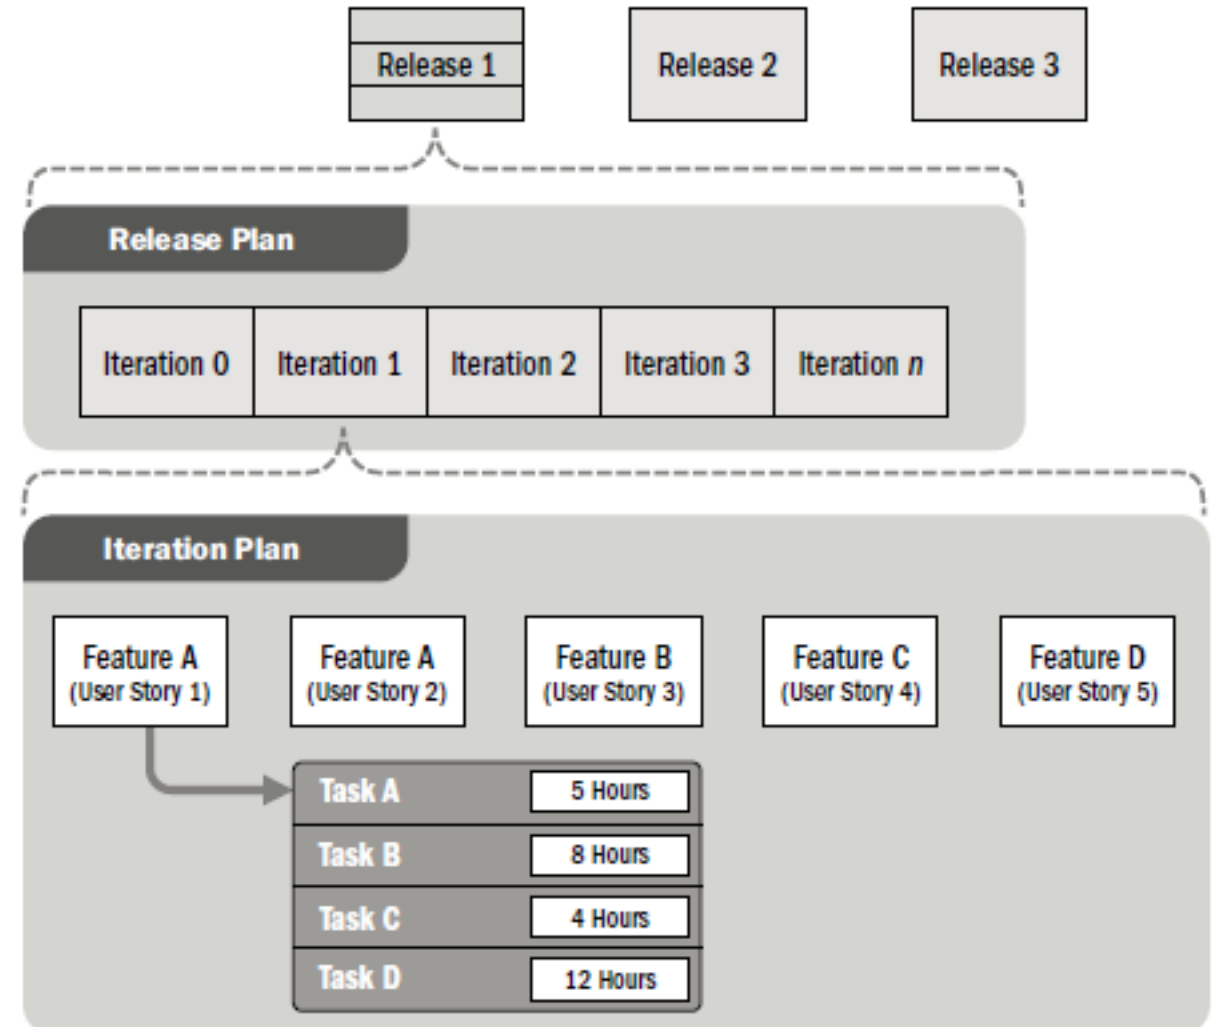 Release 1
Release 2
Release 3
Release Plan
Iteration 0
Iteration 1
Iteration 2
Iteration 3
Iteration n
Iteration Plan
Feature A
(User Story 1)
Feature A
(User Story 2)
Feature B
(User Story 3)
Feature C
(User Story 4)
Feature D
(User Story 5)
Task A
5 Hours
Task B
8 Hours
Task C
4 Hours
Task D
12 Hours